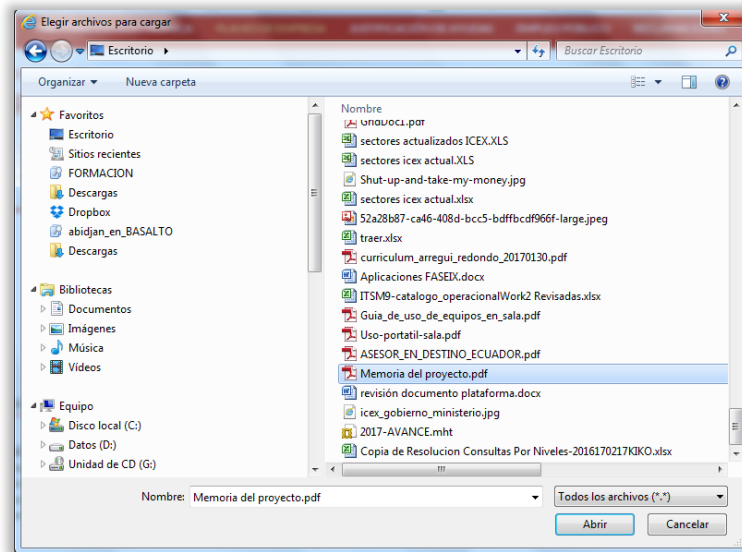 Elegir archivos para cargar
Escritorio
Buscar Escritorio
Organizar
Nueva carpeta
Favoritos
Escritorio
Sitios recientes
FORMACION
Descargas
Dropbox
abidjan_en_BASALTO
Descargas
Bibliotecas
Documentos
Imágenes
Música
Vídeos
Equipo
Disco local (C:)
Datos (D:)
Unidad de CD (G:)
Nombre
GridDoc1.pdf
sectores actualizados ICEX.XLS
sectores icex actual.XLS
Shut-up-and-take-my-money.jpg
sectores icex actual.xlsx
52a28b87-ca46-408d-bcc5-bdffbcdf966f-large.jpeg
traer.xlsx
curriculum_arregui_redondo_20170130.pdf
Aplicaciones FASEIX.docx
ITSM9-catalogo_operacionalWork2 Revisadas.xlsx
Guia_de_uso_de_equipos_en_sala.pdf
Uso-portatil-sala.pdf
ASESOR_EN_DESTINO_ECUADOR.pdf
Memoria del proyecto.pdf
revisión documento plataforma.docx
icex_gobierno_ministerio.jpg
2017-AVANCE.mht
Copia de Resolucion Consultas Por Niveles-2016170217KIKO.xlsx
Nombre: Memoria del proyecto.pdf
Todos los archivos (*.*)
Abrir
Cancelar